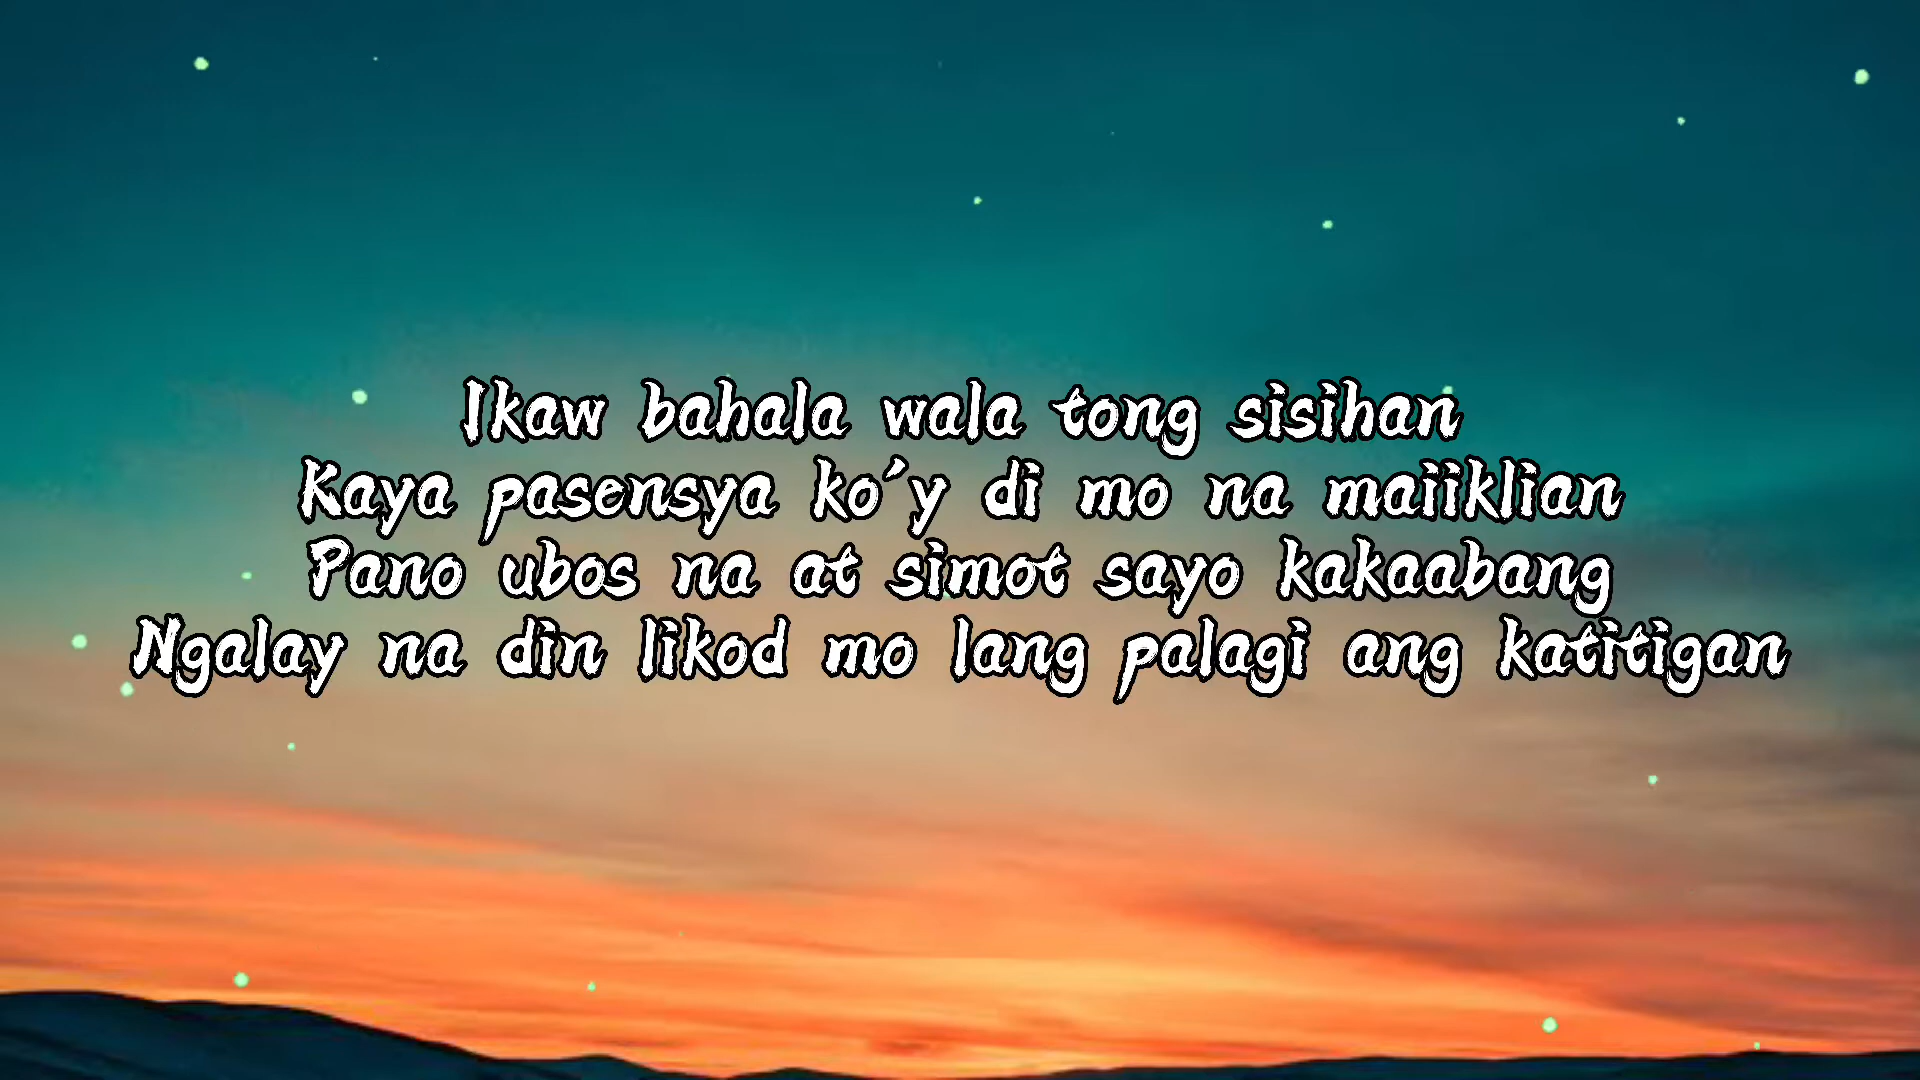 Ikaw bahala wala tong sisihan
Kaya pasensya ko'y di mo na maiiklian
Pano ubos na at simot sayo kakaabang
Ngalay na din likod mo lang palagi ang katitigan